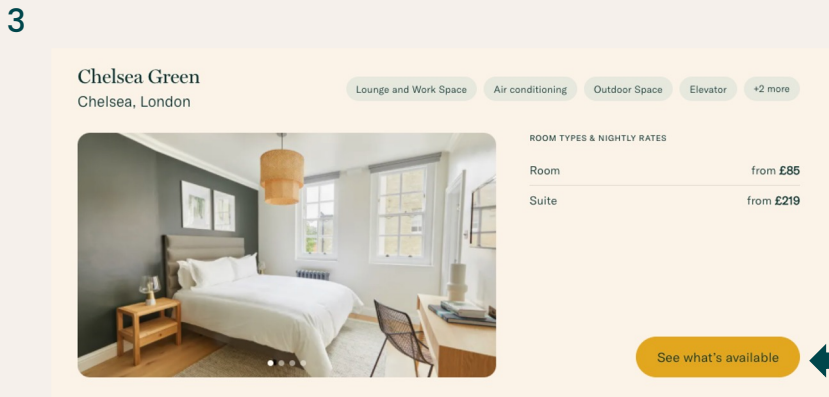 3
Chelsea Green
Chelsea, London
Lounge and Work Space
Air conditioning
Outdoor Space
Elevator
+2 more
ROOM TYPES & NIGHTLY RATES
Room from £85
Suite from £219
See what's available